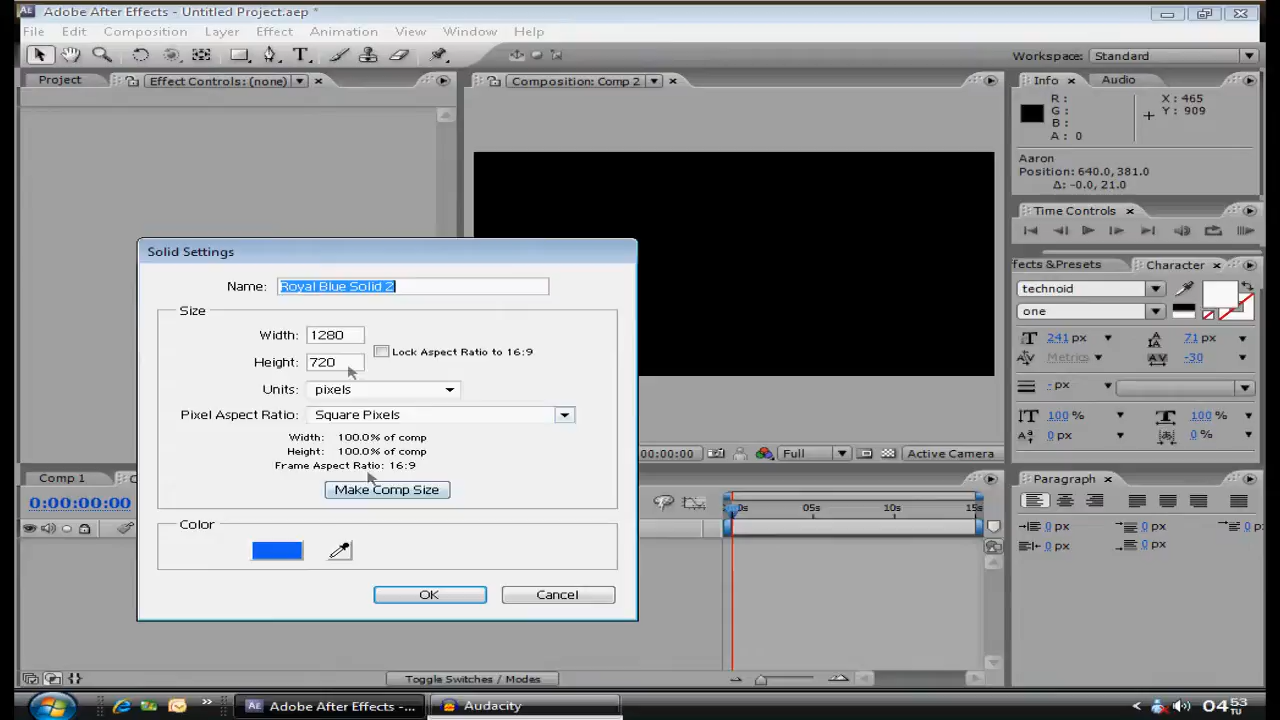 Adobe After Effects - Untitled Project.aep *
File Edit Composition Layer Effect Animation View Window Help
Workspace: Standard
Project
Effect Controls: (none)
Composition: Comp 2
Info
Audio
R :
G :
B :
A : 0
X : 465
Y : 909
Aaron
Position: 640.0, 381.0
Δ: -0.0, 21.0
Time Controls
ffects &Presets
Character
technoid
one
241 px
71 px
Metrics
-30
- px
100 %
100 %
0 px
0 %
Solid Settings
Name: Royal Blue Solid 2
Size
Width: 1280
Height: 720
Lock Aspect Ratio to 16:9
Units: pixels
Pixel Aspect Ratio: Square Pixels
Width: 100.0% of comp
Height: 100.0% of comp
Frame Aspect Ratio: 16:9
Make Comp Size
Color
OK
Cancel
00:00:00
Full
Active Camera
Comp 1
0:00:00:00
05s
10s
15s
Paragraph
0 px
0 px
0 p
0 px
0 px
Toggle Switches / Modes
Adobe After Effects -...
Audacity
04:53
TU